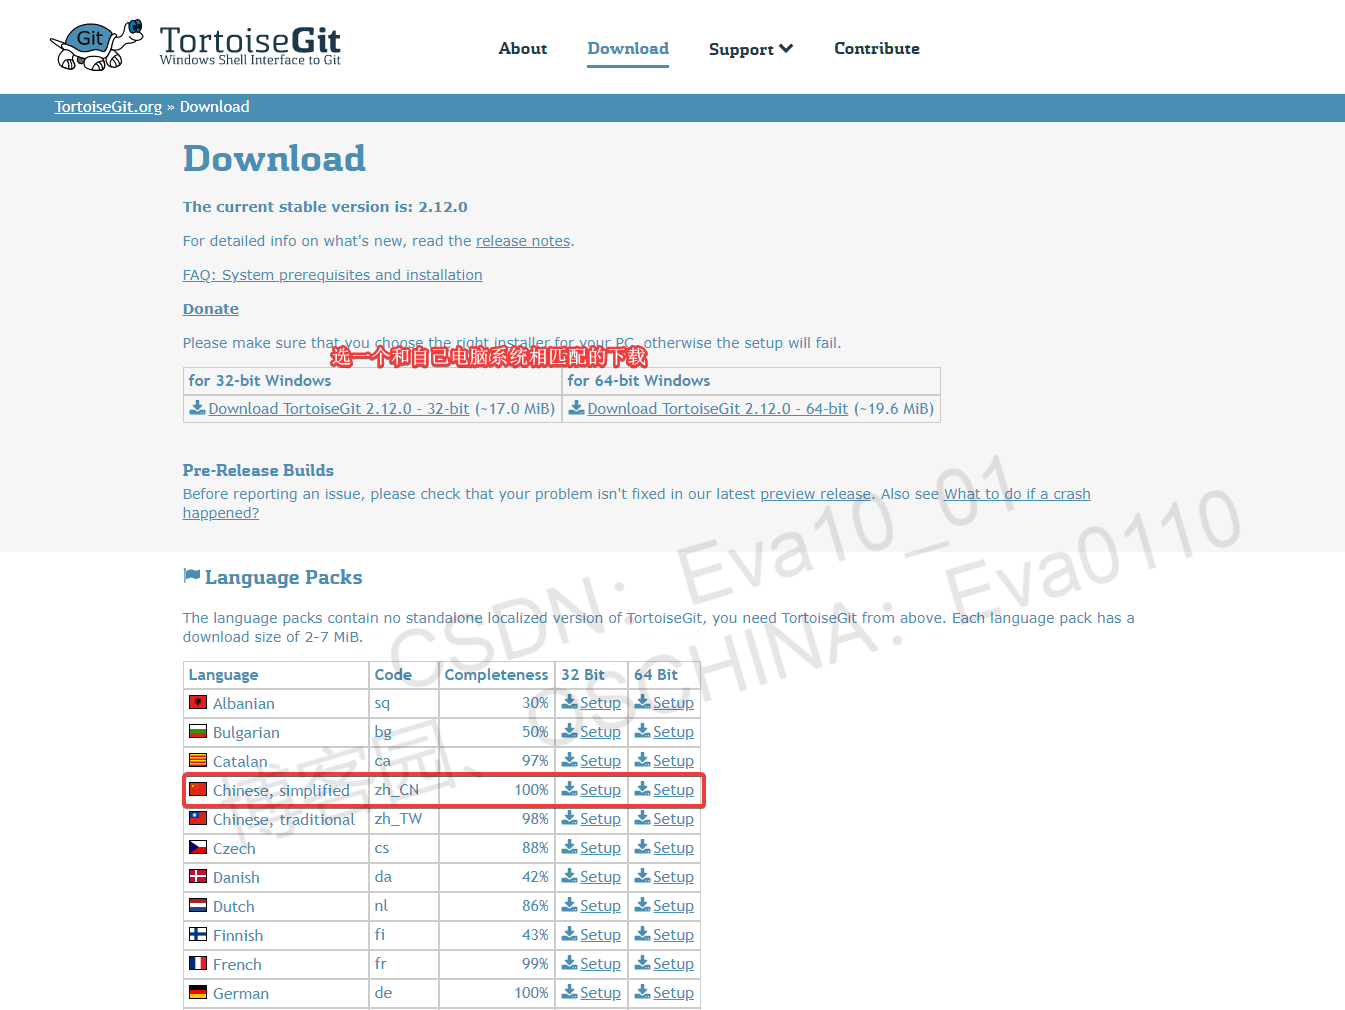 Git
TortoiseGit
Windows Shell Interface to Git
About Download Support Contribute
TortoiseGit.org » Download
Download
The current stable version is: 2.12.0
For detailed info on what's new, read the release notes.
FAQ: System prerequisites and installation
Donate
Please make sure that you choose the right installer for your PC, otherwise the setup will fail.
选一个和自己电脑系统相匹配的下载
for 32-bit Windows for 64-bit Windows
Download TortoiseGit 2.12.0 - 32-bit (~17.0 MiB) Download TortoiseGit 2.12.0 - 64-bit (~19.6 MiB)
Pre-Release Builds
Before reporting an issue, please check that your problem isn't fixed in our latest preview release. Also see What to do if a crash
happened?
Language Packs
The language packs contain no standalone localized version of TortoiseGit, you need TortoiseGit from above. Each language pack has a
download size of 2-7 MiB.
Language Code Completeness 32 Bit 64 Bit
Albanian sq 30% Setup Setup
Bulgarian bg 50% Setup Setup
Catalan ca 97% Setup Setup
Chinese, simplified zh_CN 100% Setup Setup
Chinese, traditional zh_TW 98% Setup Setup
Czech cs 88% Setup Setup
Danish da 42% Setup Setup
Dutch nl 86% Setup Setup
Finnish fi 43% Setup Setup
French fr 99% Setup Setup
German de 100% Setup Setup
CSDN: Eva10_01
博客园、OSCHINA: Eva0110